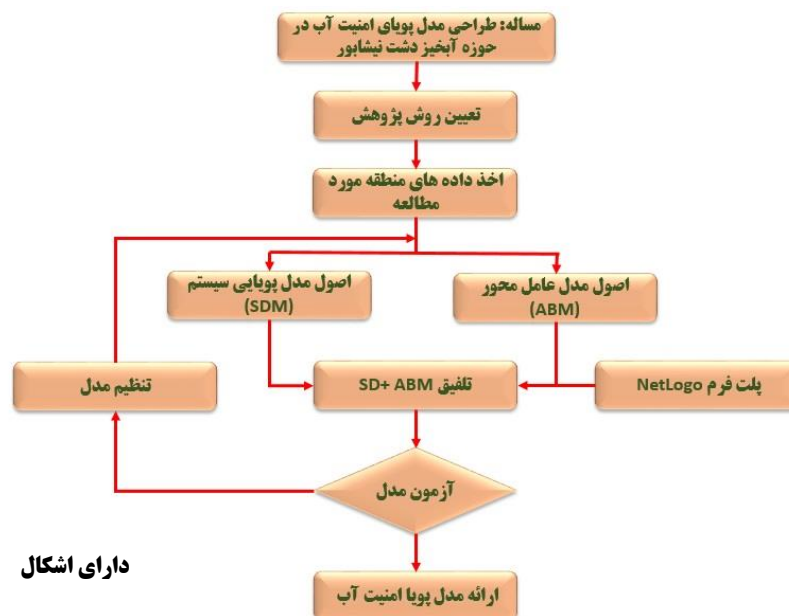 مساله: طراحی مدل پویای امنیت آب در
حوزه آبخیز دشت نیشابور
تعیین روش پژوهش
اخذ داده های منطقه مورد
مطالعه
اصول مدل عامل محور
(ABM)
اصول مدل پویایی سیستم
(SDM)
پلت فرم NetLogo
تلفیق SD+ ABM
تنظیم مدل
آزمون مدل
دارای اشکال
ارائه مدل پویا امنیت آب